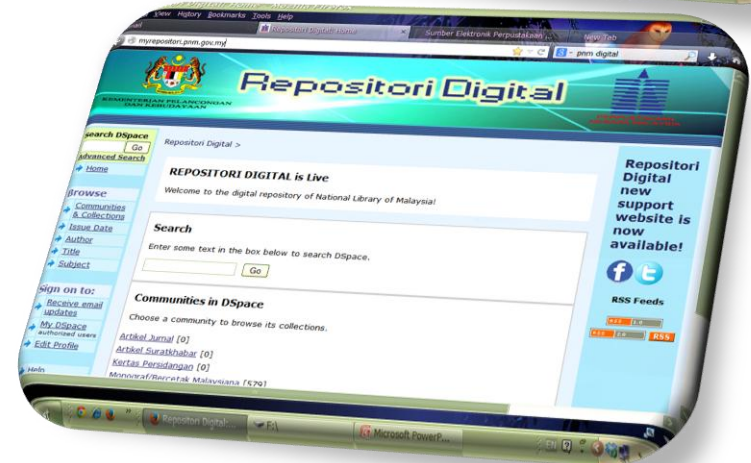 View History Bookmarks Tools Help
Repositori Digital: Home
Sumber Elektronik Perpustakaan
New Tab
myrepositori.pnm.gov.my
pnm digital
Repositori Digital
KEMENTERIAN PELANCONGAN
DAN KEBUDAYAAN
Search DSpace
Go
Advanced Search
Home
Browse
Communities
& Collections
Issue Date
Author
Title
Subject
Sign on to:
Receive email
updates
My DSpace
authorized users
Edit Profile
Help
Repositori Digital >
REPOSITORI DIGITAL is Live
Welcome to the digital repository of National Library of Malaysia!
Search
Enter some text in the box below to search DSpace.
Go
Communities in DSpace
Choose a community to browse its collections.
Artikel Jurnal [0]
Artikel Suratkhabar [0]
Kertas Persidangan [0]
Monograf/Bercetak Malaysiana [579]
Repositori
Digital
new
support
website is
now
available!
RSS Feeds
RSS 1.0
RSS 2.0
RSS
Repositori Digital:...
F:\
Microsoft PowerP...
EN